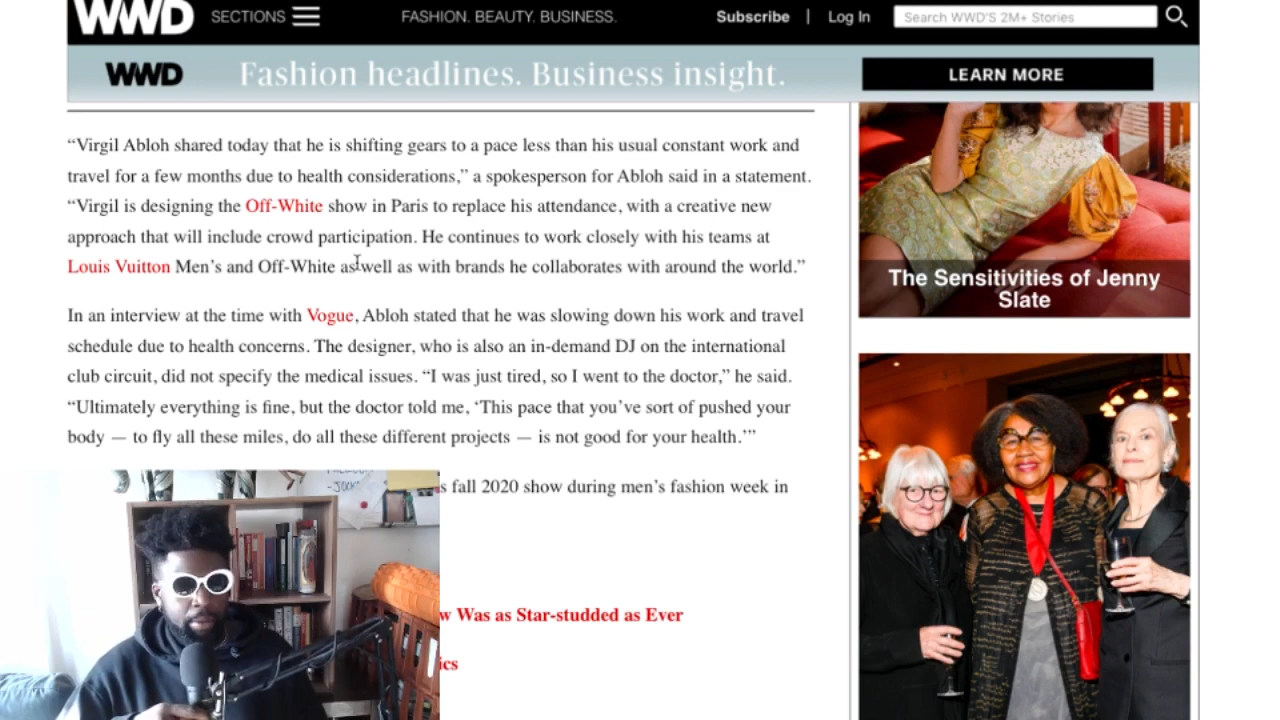 WWD SECTIONS FASHION. BEAUTY. BUSINESS. Subscribe | Log In Search WWD'S 2M+ Stories
WWD Fashion headlines. Business insight. LEARN MORE
“Virgil Abloh shared today that he is shifting gears to a pace less than his usual constant work and
travel for a few months due to health considerations,” a spokesperson for Abloh said in a statement.
“Virgil is designing the Off-White show in Paris to replace his attendance, with a creative new
approach that will include crowd participation. He continues to work closely with his teams at
Louis Vuitton Men’s and Off-White as well as with brands he collaborates with around the world.”
In an interview at the time with Vogue, Abloh stated that he was slowing down his work and travel
schedule due to health concerns. The designer, who is also an in-demand DJ on the international
club circuit, did not specify the medical issues. “I was just tired, so I went to the doctor,” he said.
“Ultimately everything is fine, but the doctor told me, ‘This pace that you’ve sort of pushed your
body — to fly all these miles, do all these different projects — is not good for your health.’”
s fall 2020 show during men’s fashion week in
w Was as Star-studded as Ever
ics
The Sensitivities of Jenny
Slate